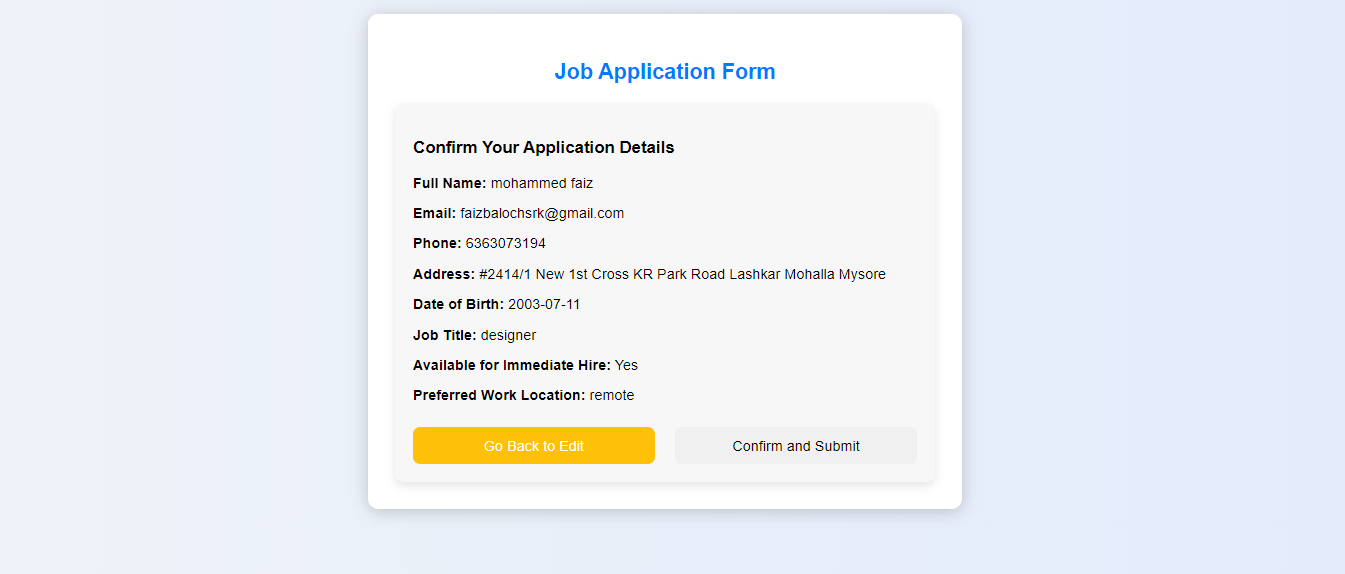 Job Application Form
Confirm Your Application Details
Full Name: mohammed faiz
Email: faizbalochsrk@gmail.com
Phone: 6363073194
Address: #2414/1 New 1st Cross KR Park Road Lashkar Mohalla Mysore
Date of Birth: 2003-07-11
Job Title: designer
Available for Immediate Hire: Yes
Preferred Work Location: remote
Go Back to Edit
Confirm and Submit